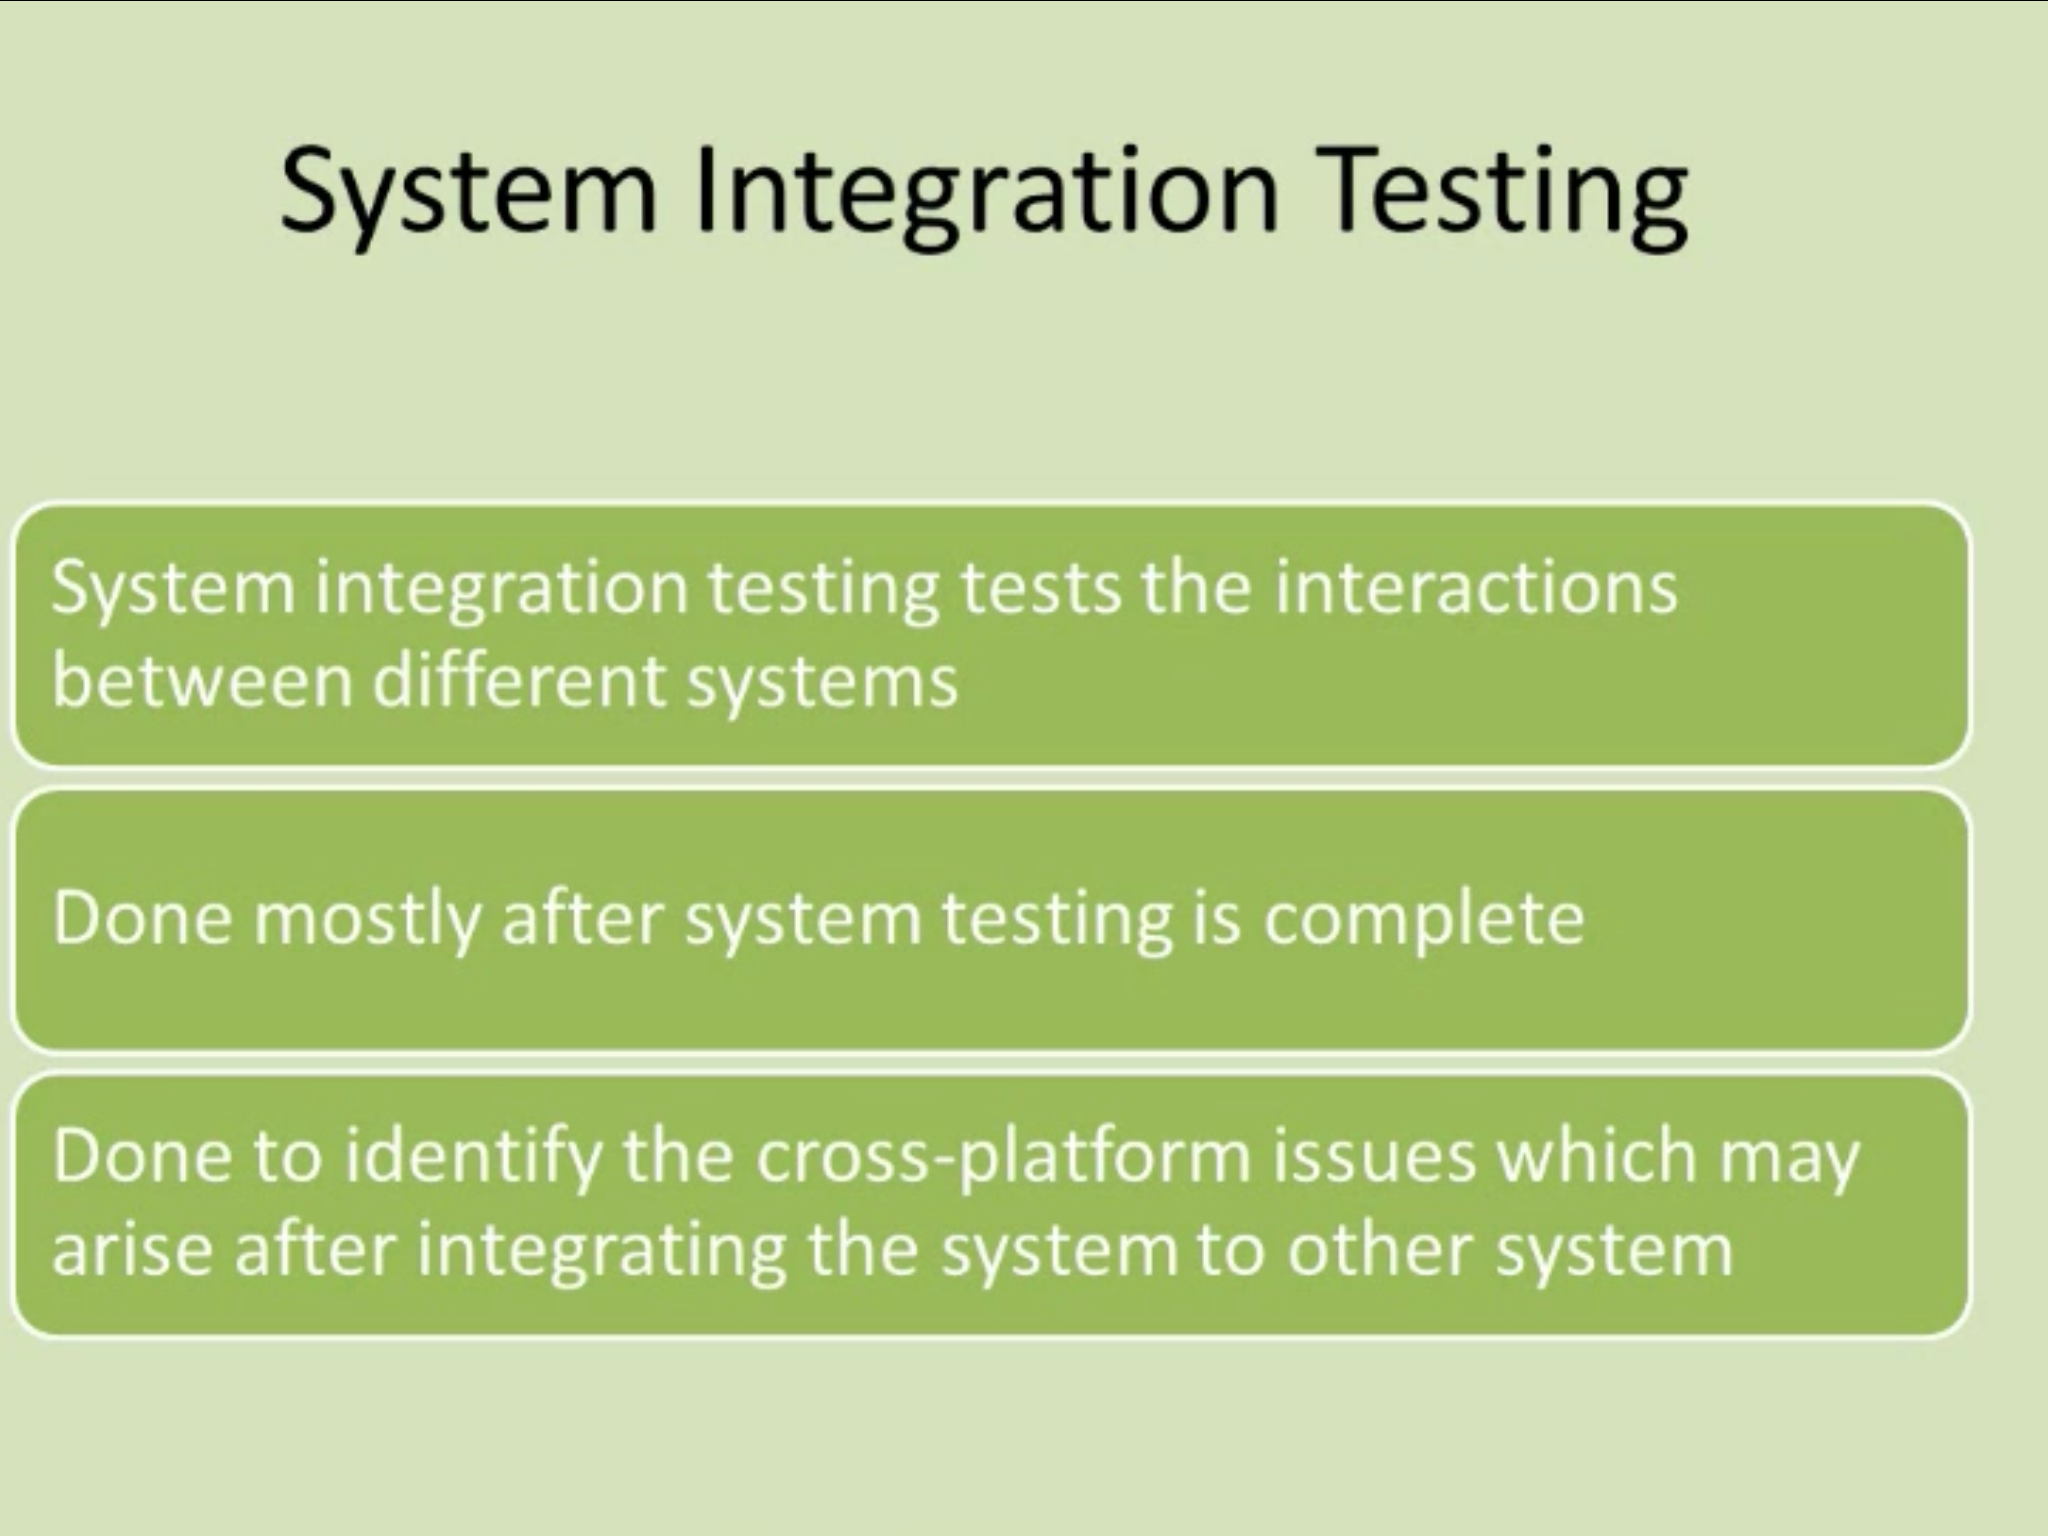 System Integration Testing
System integration testing tests the interactions
between different systems
Done mostly after system testing is complete
Done to identify the cross-platform issues which may
arise after integrating the system to other system